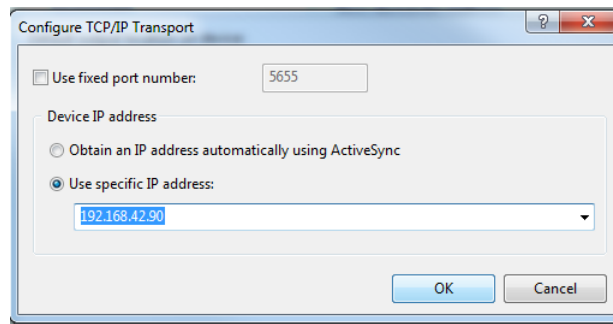 Configure TCP/IP Transport
Use fixed port number: 5655
Device IP address
Obtain an IP address automatically using ActiveSync
Use specific IP address:
192.168.42.90
OK Cancel